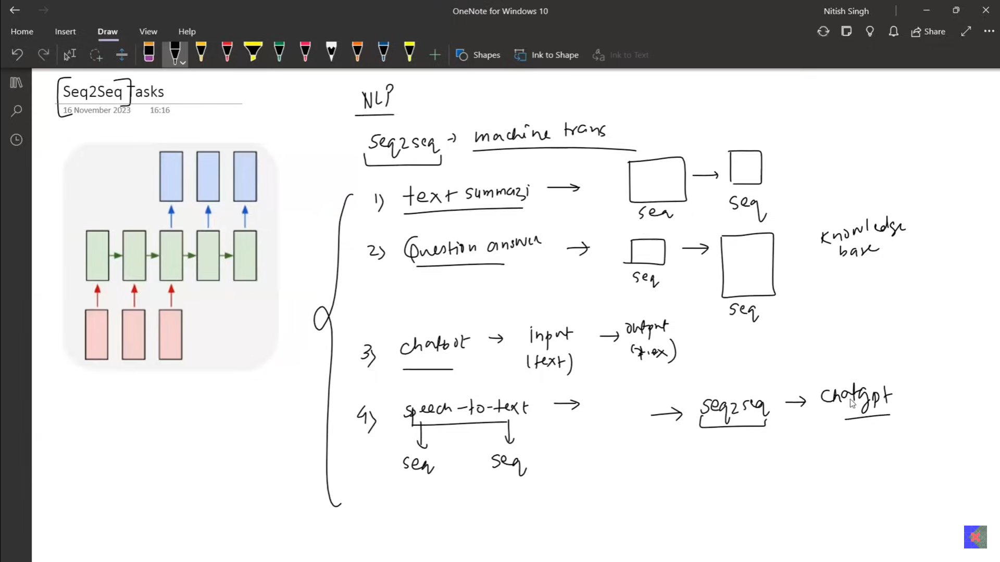 OneNote for Windows 10
Nitish Singh
Home Insert Draw View Help
Share
Shapes Ink to Shape Ink to Text
Seq2Seq Tasks
16 November 2023 16:16
NLP
seq2seq → machine trans
1) text summazi →
→
seq
seq
2) Question answer →
→
seq
seq
Knowledge
base
3) chatbot → input → output
(text)
4) speech-to-text →
→ seq2seq → Chatgpt
seq seq